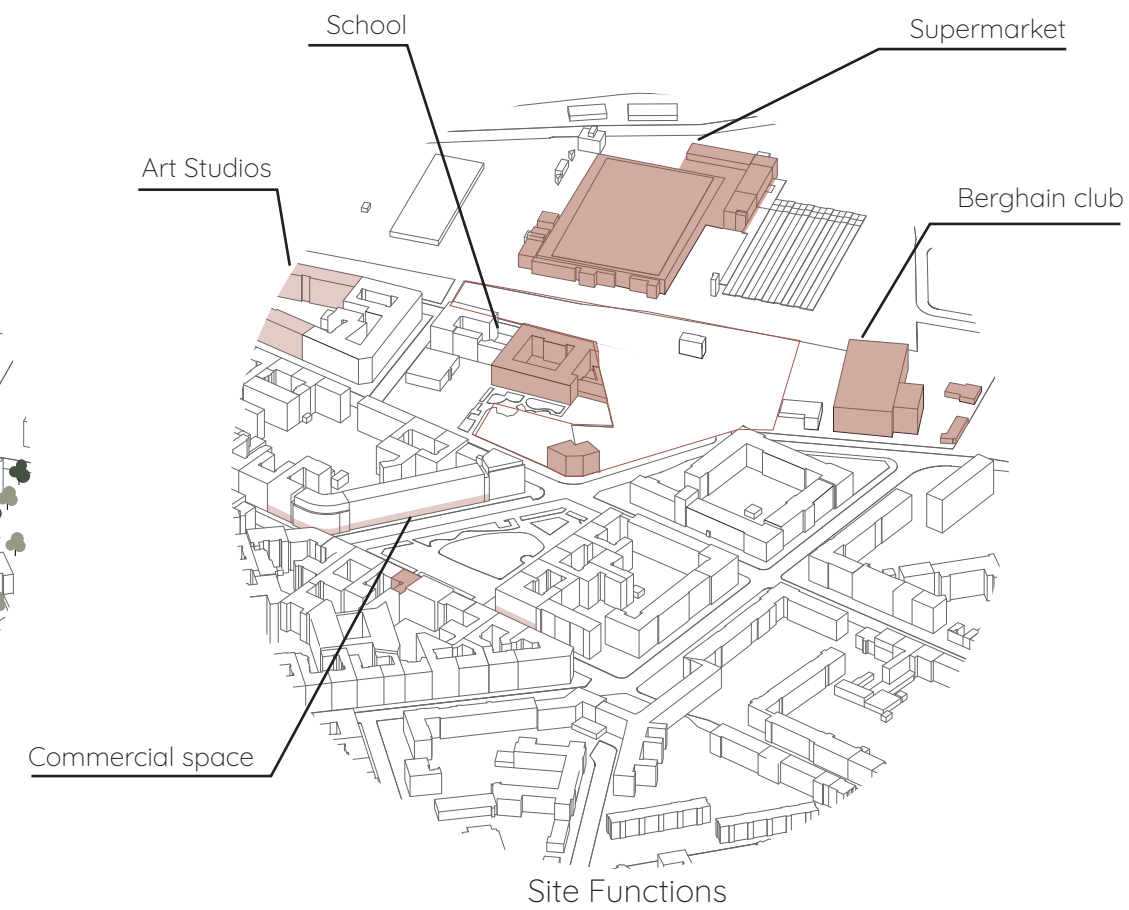 School
Supermarket
Art Studios
Berghain club
Commercial space
Site Functions